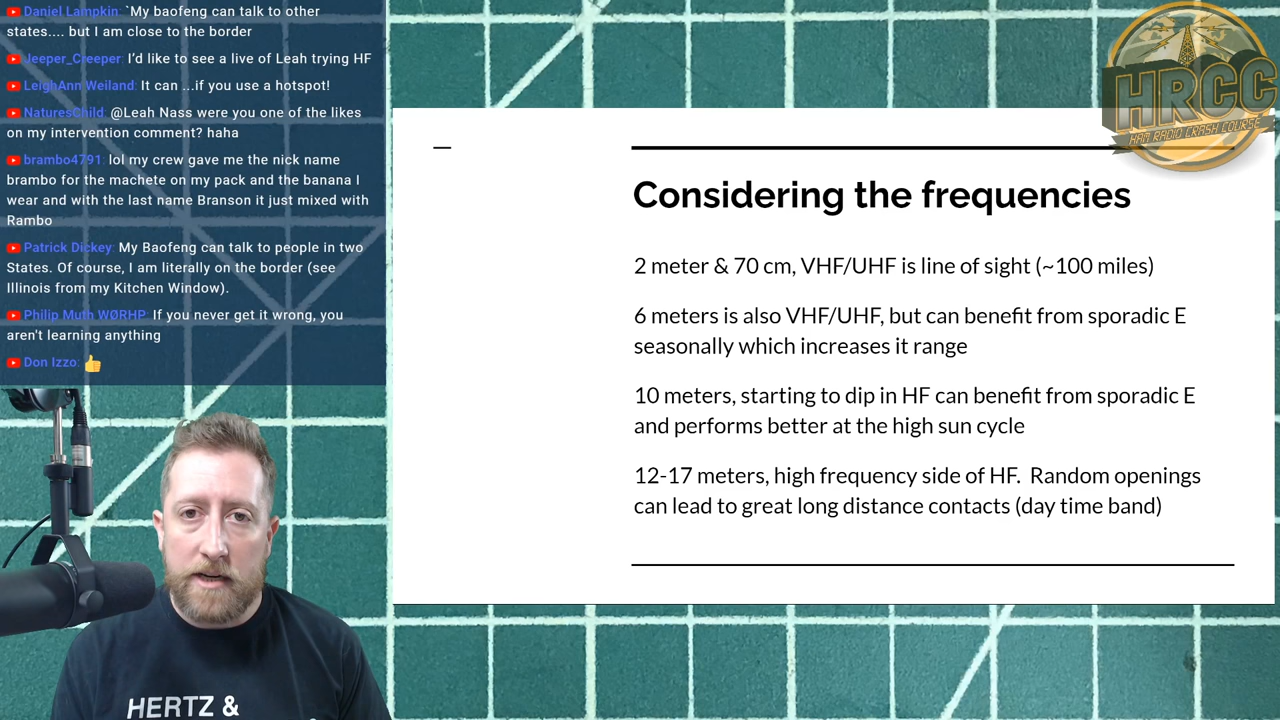 Daniel Lampkin: `My baofeng can talk to other
states.... but I am close to the border
Jeeper_Creeper: I'd like to see a live of Leah trying HF
LeighAnn Weiland: It can ...if you use a hotspot!
NaturesChild: @Leah Nass were you one of the likes
on my intervention comment? haha
brambo4791: lol my crew gave me the nick name
brambo for the machete on my pack and the banana I
wear and with the last name Branson it just mixed with
Rambo
Patrick Dickey: My Baofeng can talk to people in two
States. Of course, I am literally on the border (see
Illinois from my Kitchen Window).
Philip Muth WØRHP: If you never get it wrong, you
aren't learning anything
Don Izzo: 👍
HRCC
HAM RADIO CRASH COURSE
Considering the frequencies
2 meter & 70 cm, VHF/UHF is line of sight (~100 miles)
6 meters is also VHF/UHF, but can benefit from sporadic E
seasonally which increases it range
10 meters, starting to dip in HF can benefit from sporadic E
and performs better at the high sun cycle
12-17 meters, high frequency side of HF.  Random openings
can lead to great long distance contacts (day time band)
HERTZ &